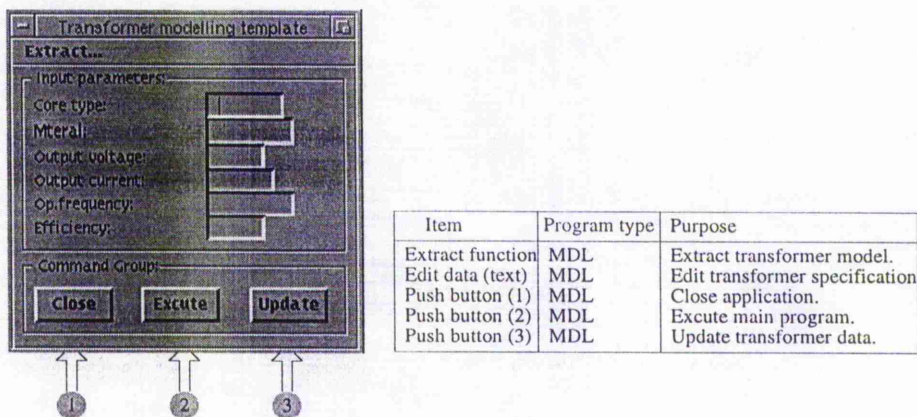 Transformer modelling template
Extract...
Input parameters:
Core type:
Mteral:
Output voltage:
Output current:
Op.frequency:
Efficiency:
Command Group:
Close Excute Update
1 2 3
Item Program type Purpose
Extract function MDL Extract transformer model.
Edit data (text) MDL Edit transformer specification
Push button (1) MDL Close application.
Push button (2) MDL Excute main program.
Push button (3) MDL Update transformer data.